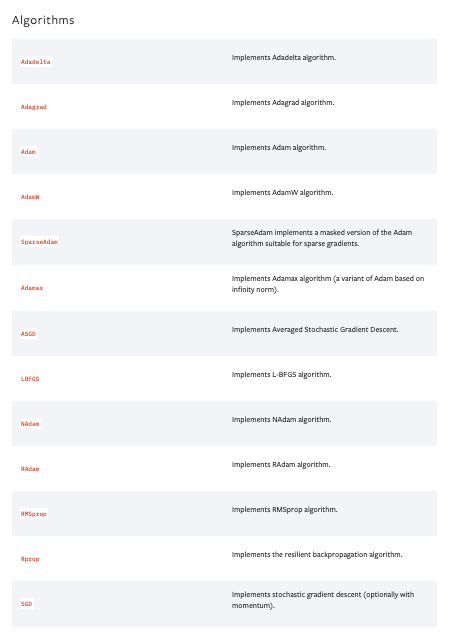 Algorithms
Adadelta
Implements Adadelta algorithm.
Adagrad
Implements Adagrad algorithm.
Adam
Implements Adam algorithm.
AdamW
Implements AdamW algorithm.
SparseAdam
SparseAdam implements a masked version of the Adam
algorithm suitable for sparse gradients.
Adamax
Implements Adamax algorithm (a variant of Adam based on
infinity norm).
ASGD
Implements Averaged Stochastic Gradient Descent.
LBFGS
Implements L-BFGS algorithm.
NAdam
Implements NAdam algorithm.
RAdam
Implements RAdam algorithm.
RMSprop
Implements RMSprop algorithm.
Rprop
Implements the resilient backpropagation algorithm.
SGD
Implements stochastic gradient descent (optionally with
momentum).